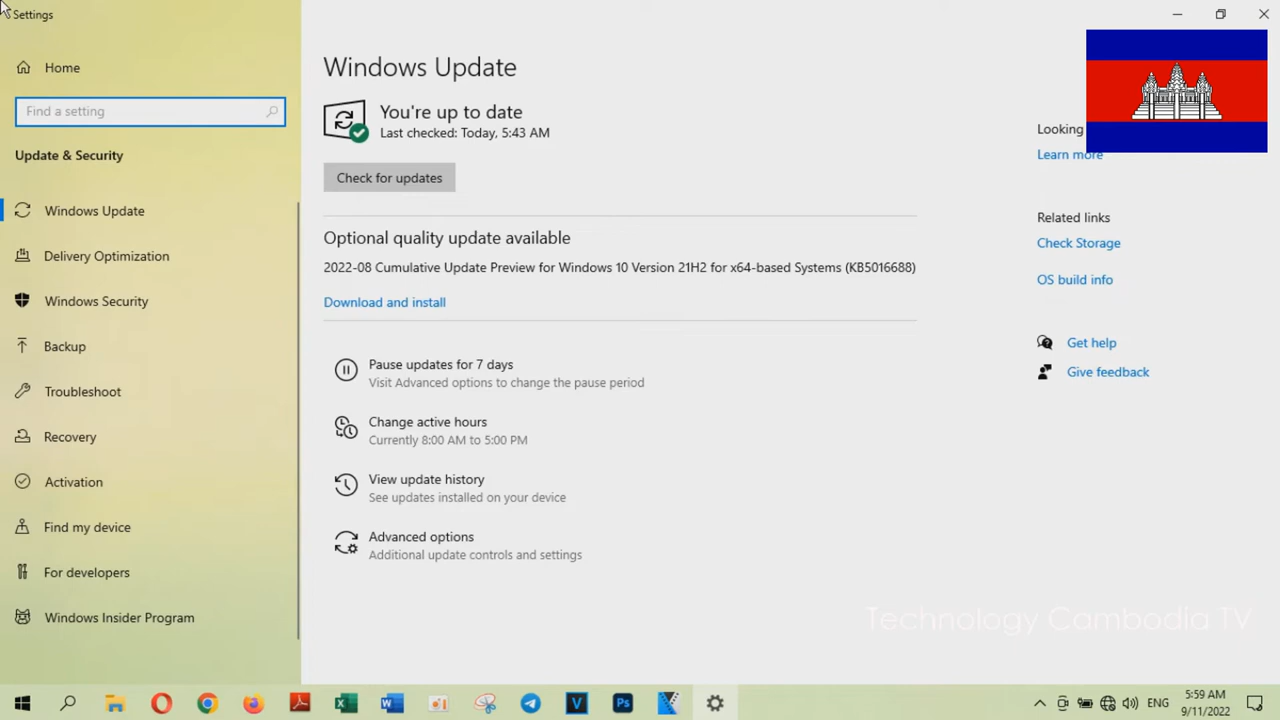 Settings
Home
Find a setting
Update & Security
Windows Update
Delivery Optimization
Windows Security
Backup
Troubleshoot
Recovery
Activation
Find my device
For developers
Windows Insider Program
Windows Update
You're up to date
Last checked: Today, 5:43 AM
Check for updates
Optional quality update available
2022-08 Cumulative Update Preview for Windows 10 Version 21H2 for x64-based Systems (KB5016688)
Download and install
Pause updates for 7 days
Visit Advanced options to change the pause period
Change active hours
Currently 8:00 AM to 5:00 PM
View update history
See updates installed on your device
Advanced options
Additional update controls and settings
Looking
Learn more
Related links
Check Storage
OS build info
Get help
Give feedback
Technology Cambodia TV
ENG
5:59 AM
9/11/2022